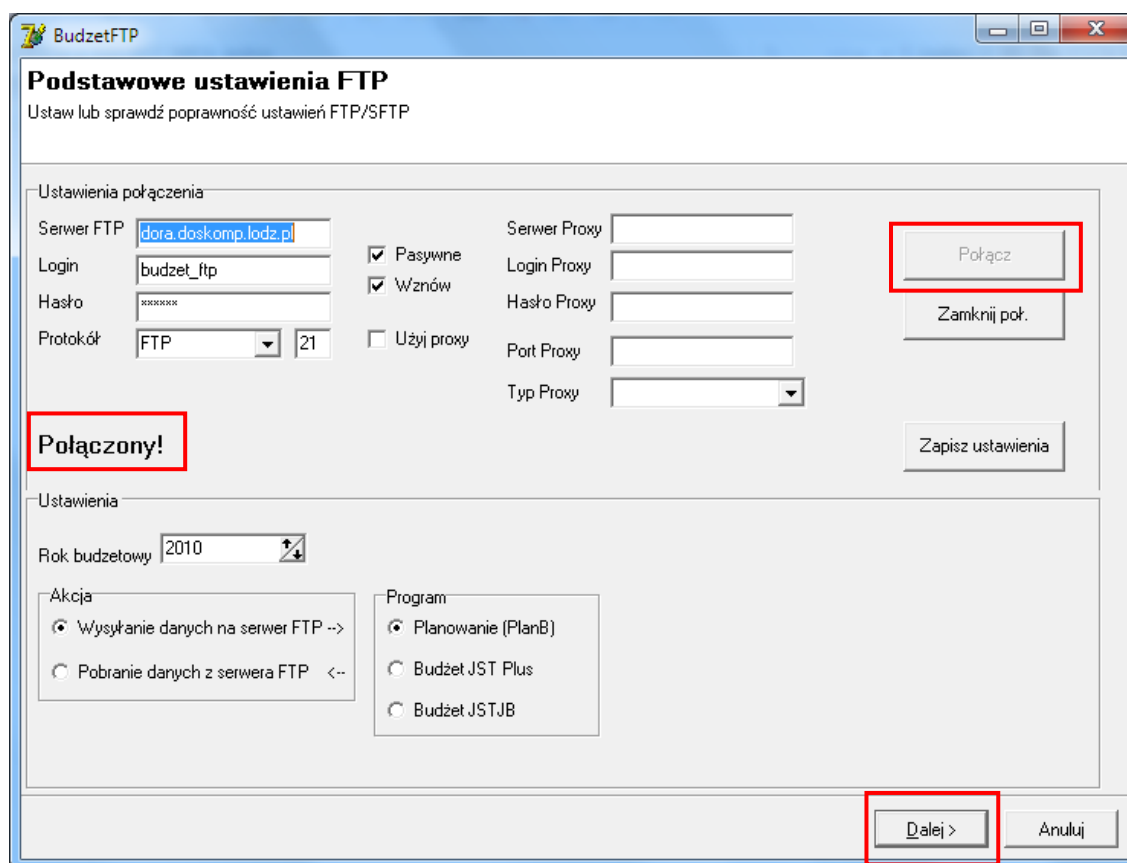 BudzetFTP
Podstawowe ustawienia FTP
Ustaw lub sprawdź poprawność ustawień FTP/SFTP
Ustawienia połączenia
Serwer FTP dora.doskomp.lodz.pl
Login budzet_ftp
Hasło ××××××
Protokół FTP 21
Pasywne
Wznów
Użyj proxy
Serwer Proxy
Login Proxy
Hasło Proxy
Port Proxy
Typ Proxy
Połącz
Zamknij poł.
Połączony!
Zapisz ustawienia
Ustawienia
Rok budzetowy 2010
Akcja
Wysyłanie danych na serwer FTP -->
Pobranie danych z serwera FTP <--
Program
Planowanie (PlanB)
Budżet JST Plus
Budżet JSTJB
Dalej >
Anuluj